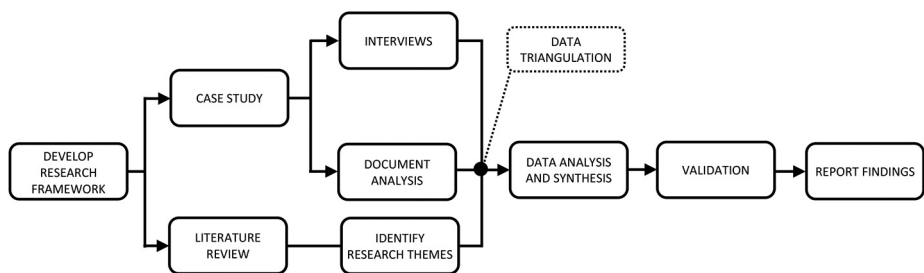 INTERVIEWS
DATA
TRIANGULATION
CASE STUDY
DEVELOP
RESEARCH
FRAMEWORK
DOCUMENT
ANALYSIS
DATA ANALYSIS
AND SYNTHESIS
VALIDATION
REPORT FINDINGS
LITERATURE
REVIEW
IDENTIFY
RESEARCH THEMES